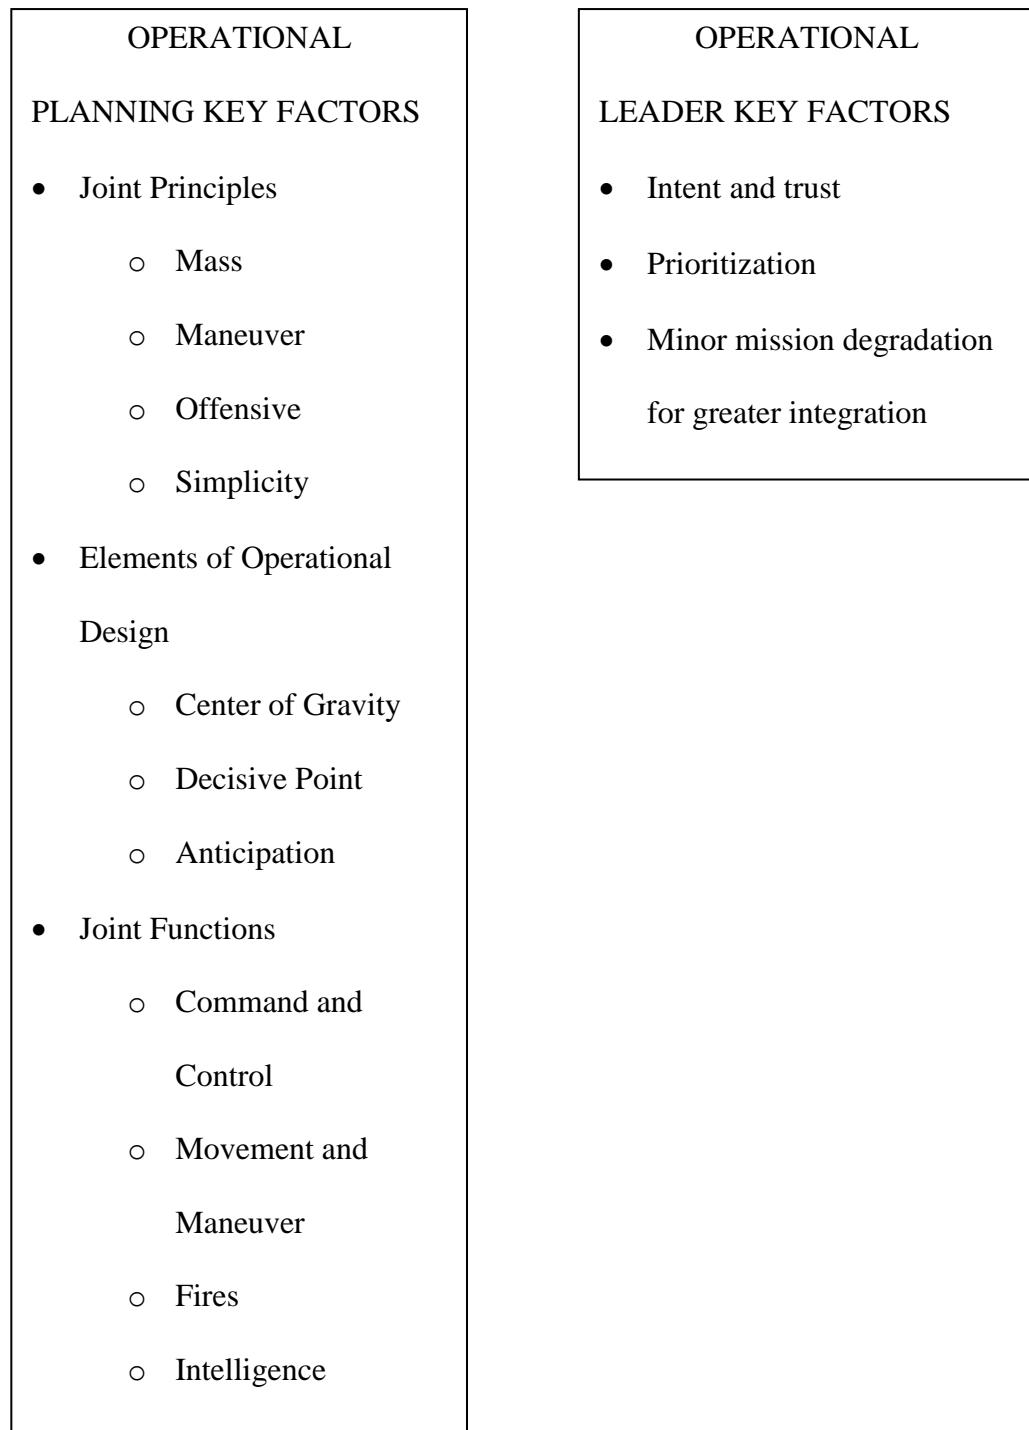 OPERATIONAL
PLANNING KEY FACTORS
• Joint Principles
o Mass
o Maneuver
o Offensive
o Simplicity
• Elements of Operational
Design
o Center of Gravity
o Decisive Point
o Anticipation
• Joint Functions
o Command and
Control
o Movement and
Maneuver
o Fires
o Intelligence
OPERATIONAL
LEADER KEY FACTORS
• Intent and trust
• Prioritization
• Minor mission degradation
for greater integration